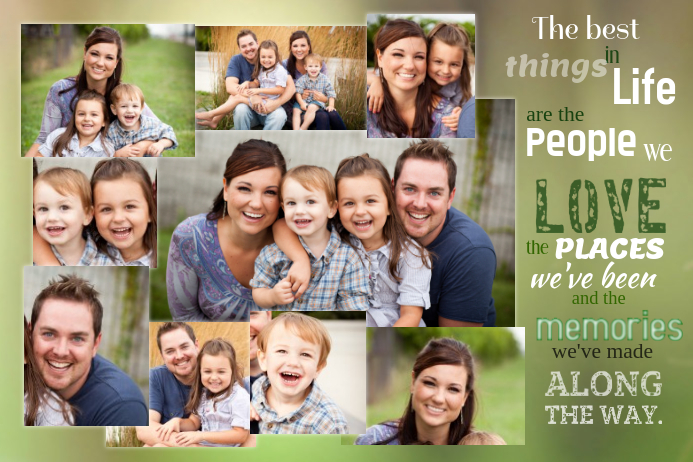 The best
things in
Life
are the
People we
LOVE
the PLACES
we've been
and the
memories
we've made
ALONG
THE WAY.